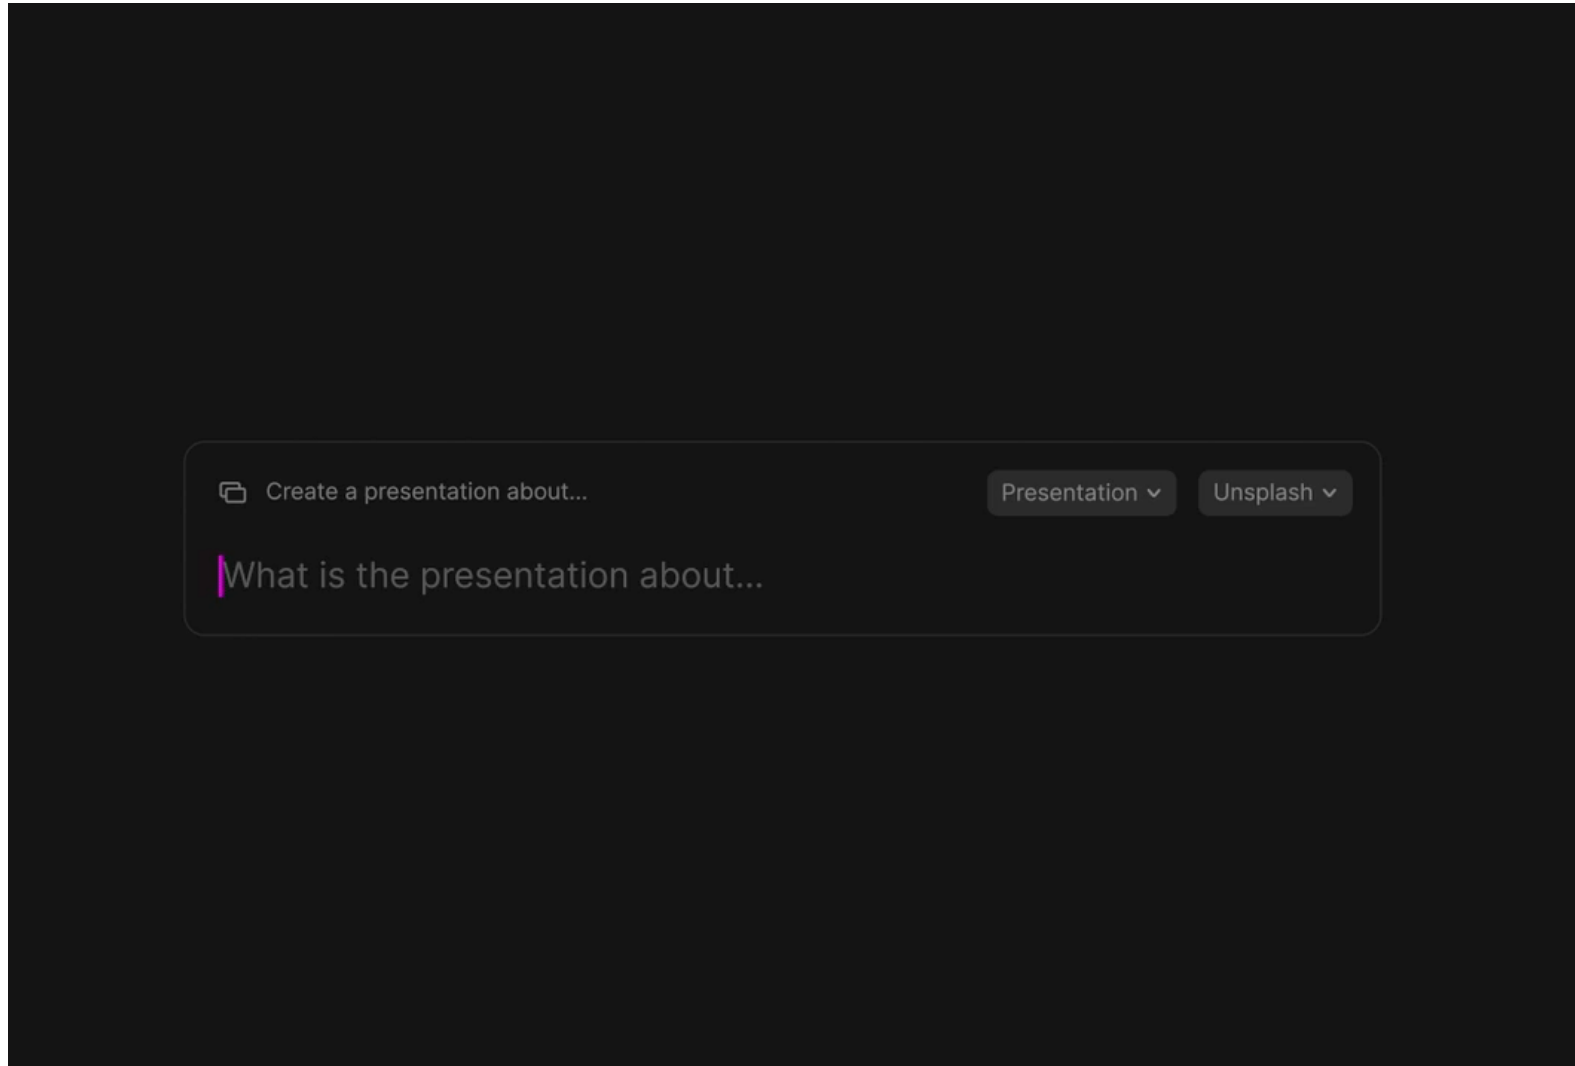 Create a presentation about...
Presentation
Unsplash
What is the presentation about...